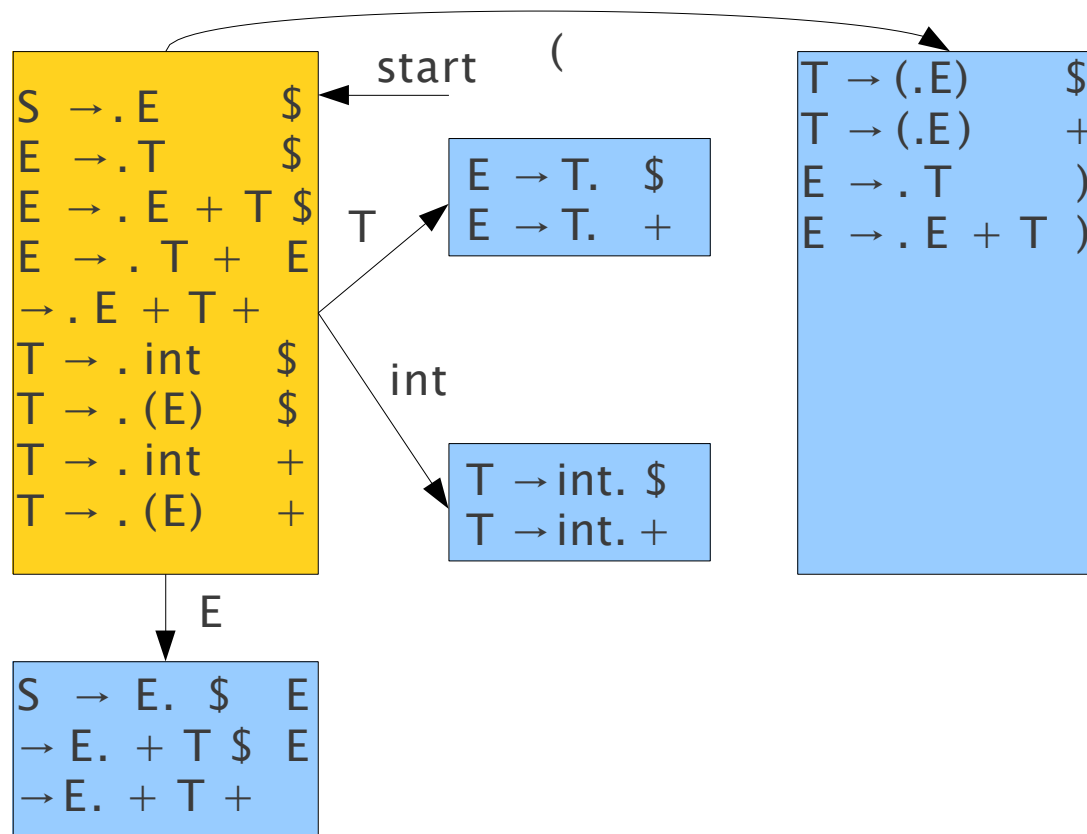 (
start
S → . E $
E → . T $
E → . E + T $
E → . T + E
→ . E + T +
T → . int $
T → . (E) $
T → . int +
T → . (E) +
T
E → T. $
E → T. +
int
T → int. $
T → int. +
T → (.E) $
T → (.E) +
E → . T )
E → . E + T )
E
S → E. $ E
→ E. + T $ E
→ E. + T +